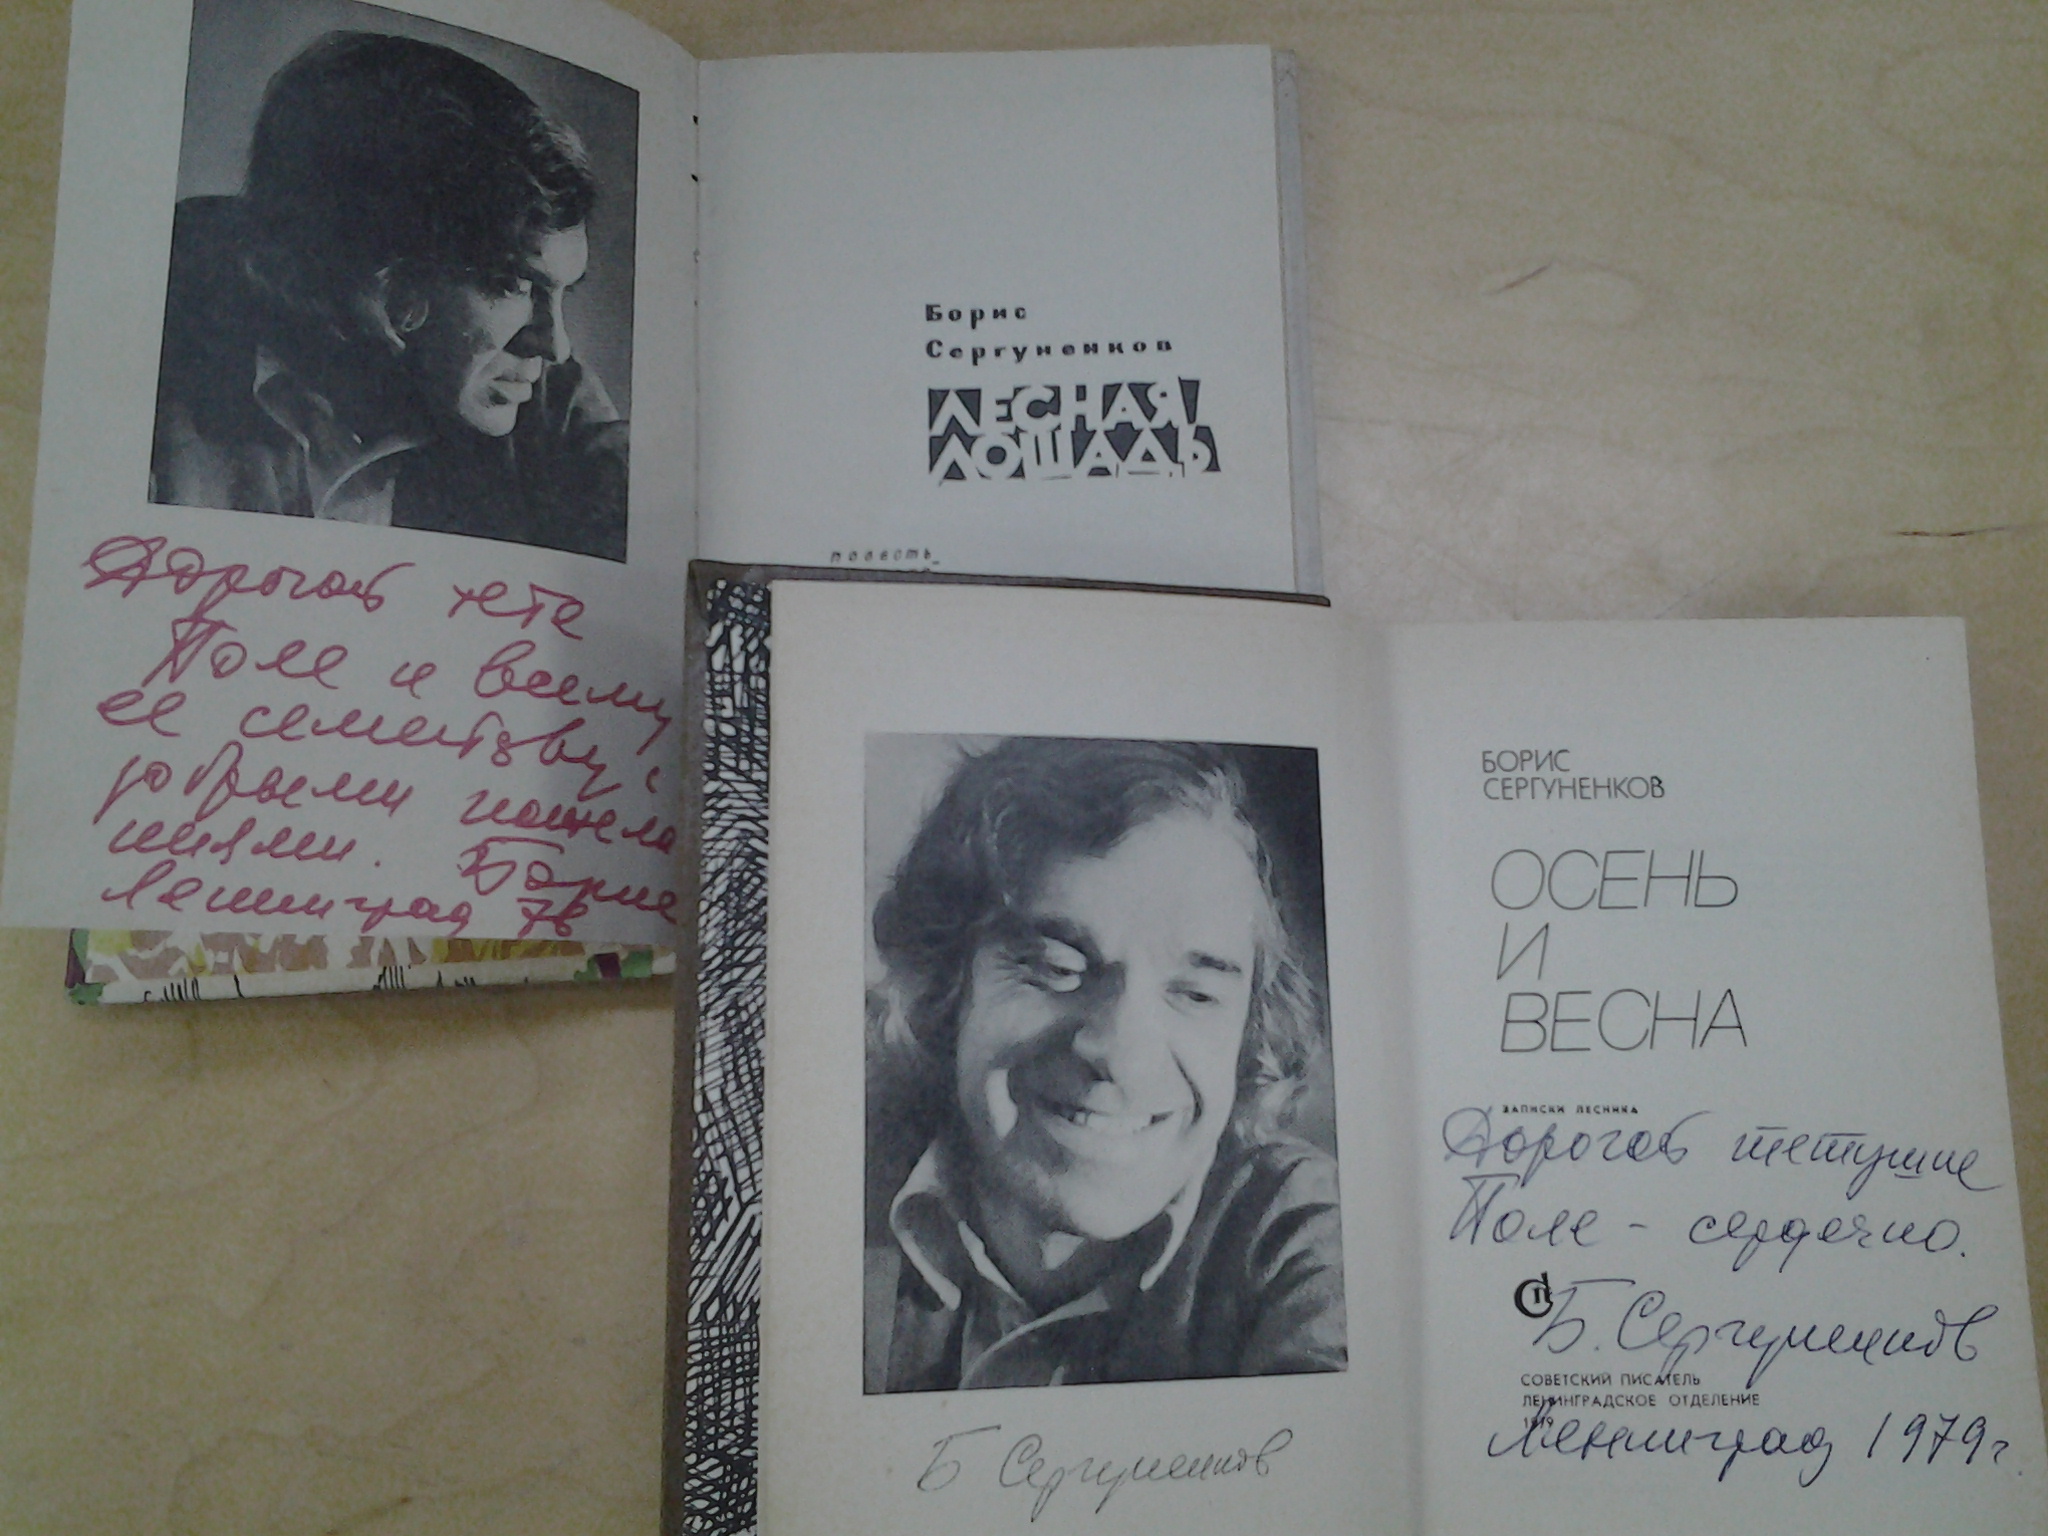 Борис
Сергуненков
ЛЕСНАЯ
ЛОШАДЬ
повесть
Дорогой тете
Поле и всему
ее семейству с
добрыми пожела
ниями. Борис
Ленинград 78
БОРИС
СЕРГУНЕНКОВ
ОСЕНЬ
И
ВЕСНА
ЗАПИСКИ ЛЕСНИКА
Дорогой тетушке
Поле - сердечно.
Б. Сергуненков
СОВЕТСКИЙ ПИСАТЕЛЬ
ЛЕНИНГРАДСКОЕ ОТДЕЛЕНИЕ
1979
Ленинград 1979 г.
Б Сергуненков